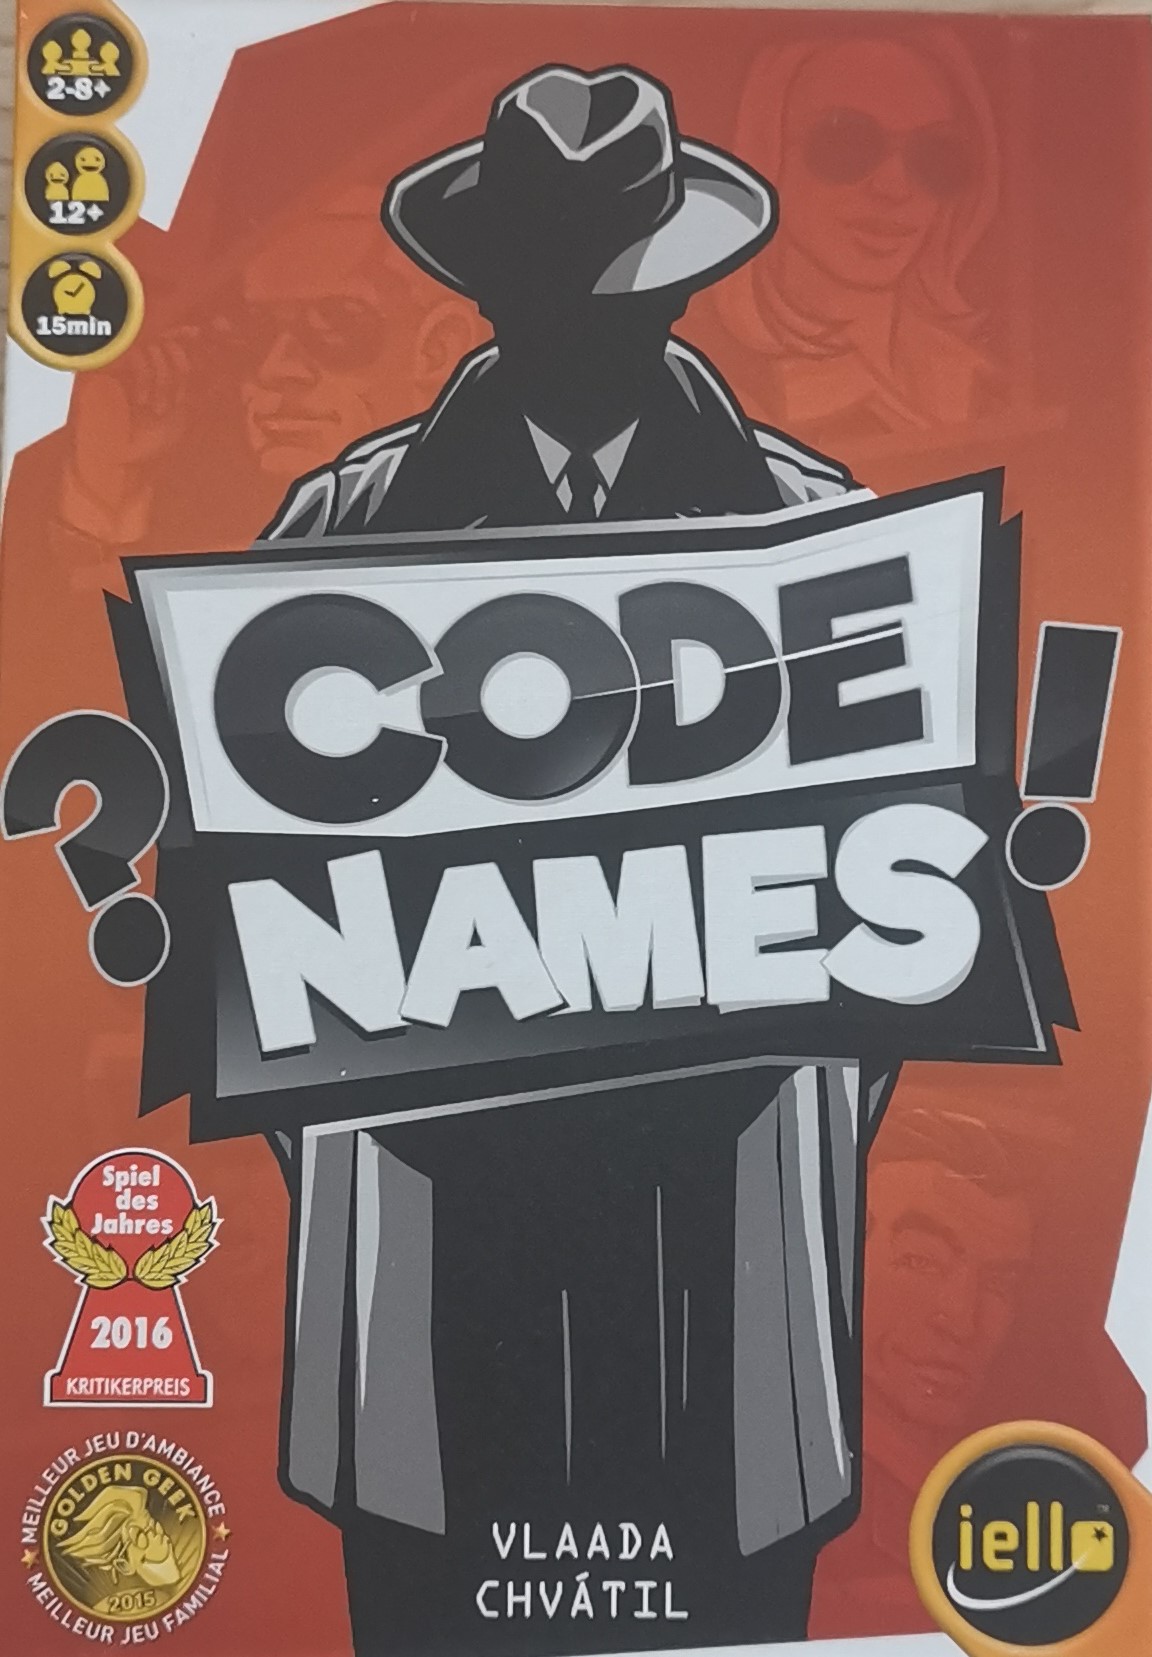 2-8+
12+
15min
CODE
NAMES
?
!
Spiel
des
Jahres
2016
KRITIKERPREIS
MEILLEUR JEU D'AMBIANCE
GOLDEN GEEK
2015
MEILLEUR JEU FAMILIAL
VLAADA
CHVÁTIL
iello
™